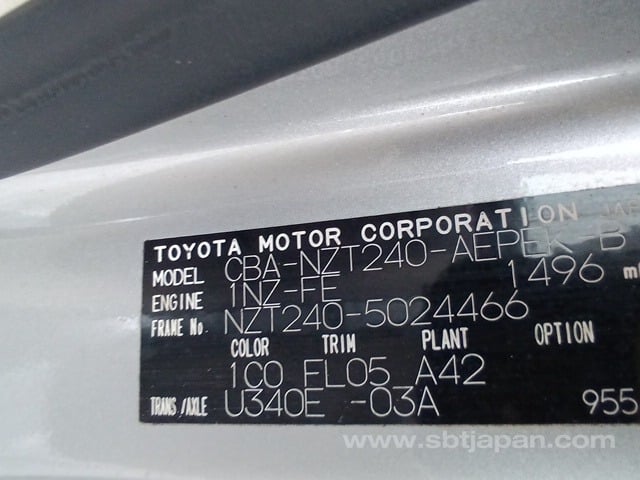 TOYOTA MOTOR CORPORATION JA
MODEL CBA-NZT240-AEPEK B
ENGINE 1NZ-FE 1496 m
FRAME No. NZT240-5024466
COLOR TRIM PLANT OPTION
1C0 FL05 A42
TRANS/AXLE U340E -03A 955
www.sbtjapan.com